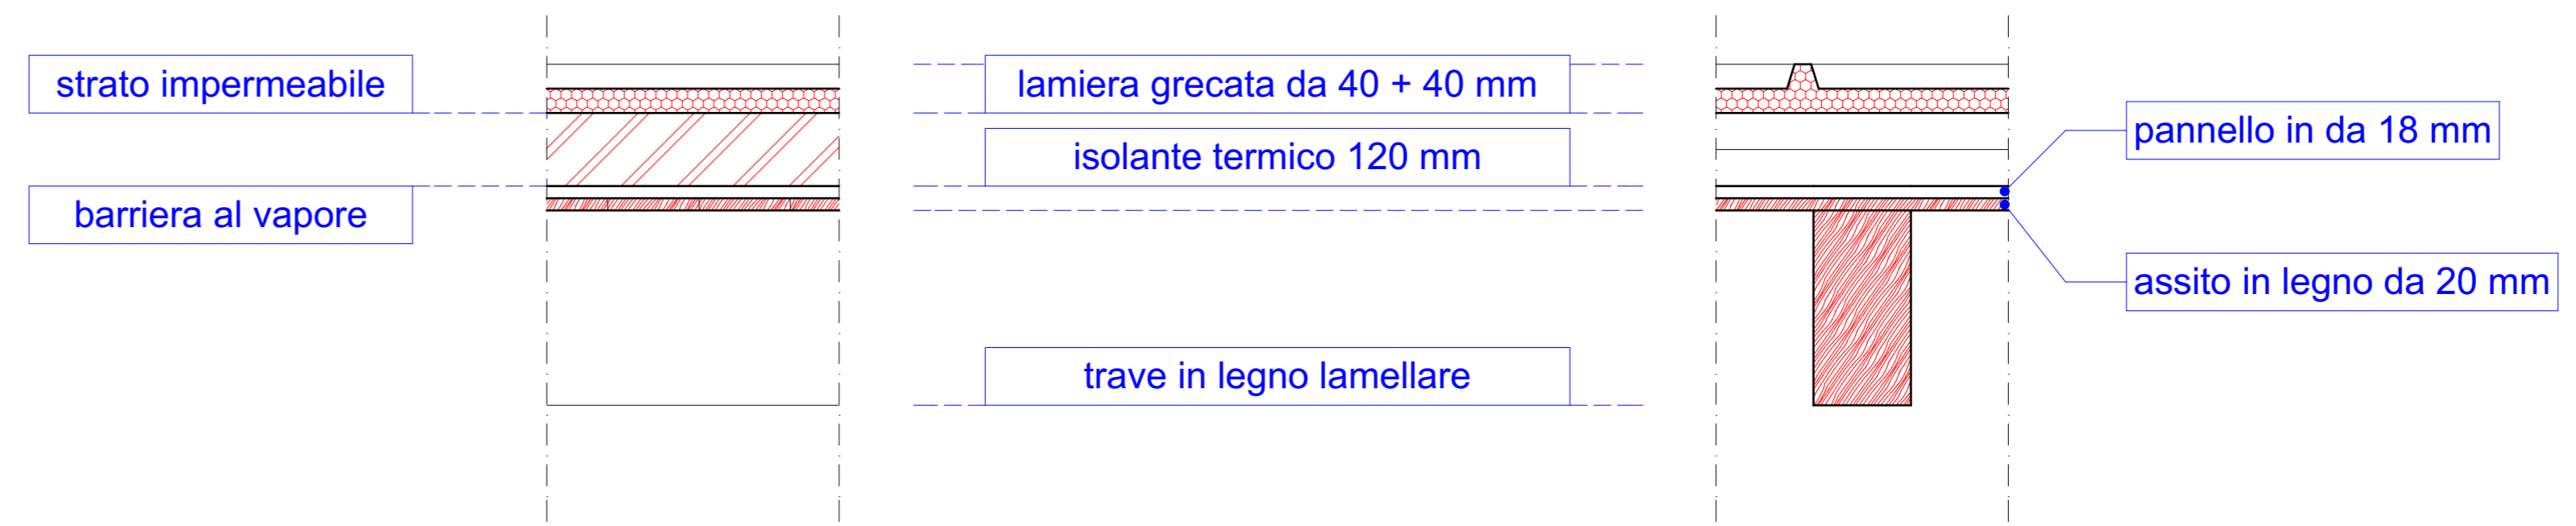 strato impermeabile
barriera al vapore
lamiera grecata da 40 + 40 mm
isolante termico 120 mm
trave in legno lamellare
pannello in da 18 mm
assito in legno da 20 mm